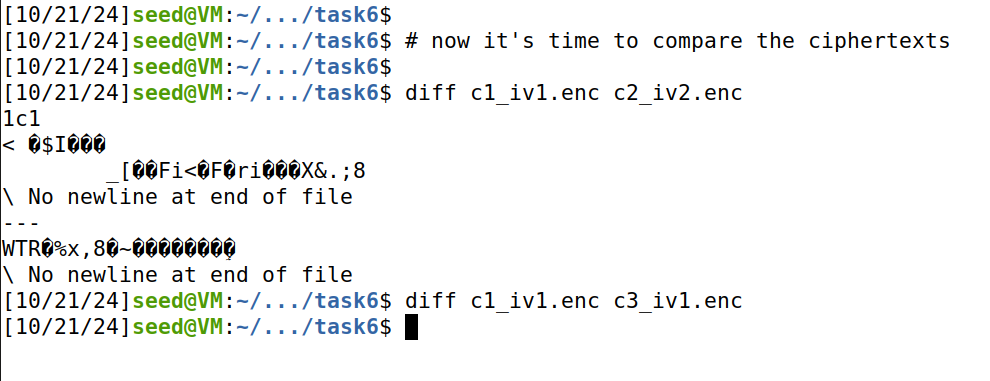 [10/21/24]seed@VM:~/.../task6$
[10/21/24]seed@VM:~/.../task6$ # now it's time to compare the ciphertexts
[10/21/24]seed@VM:~/.../task6$
[10/21/24]seed@VM:~/.../task6$ diff c1_iv1.enc c2_iv2.enc
1c1
< �$I���
_[��Fi<�F�ri���X&.;8
\ No newline at end of file
---
WTR�%x,8�~��������
\ No newline at end of file
[10/21/24]seed@VM:~/.../task6$ diff c1_iv1.enc c3_iv1.enc
[10/21/24]seed@VM:~/.../task6$